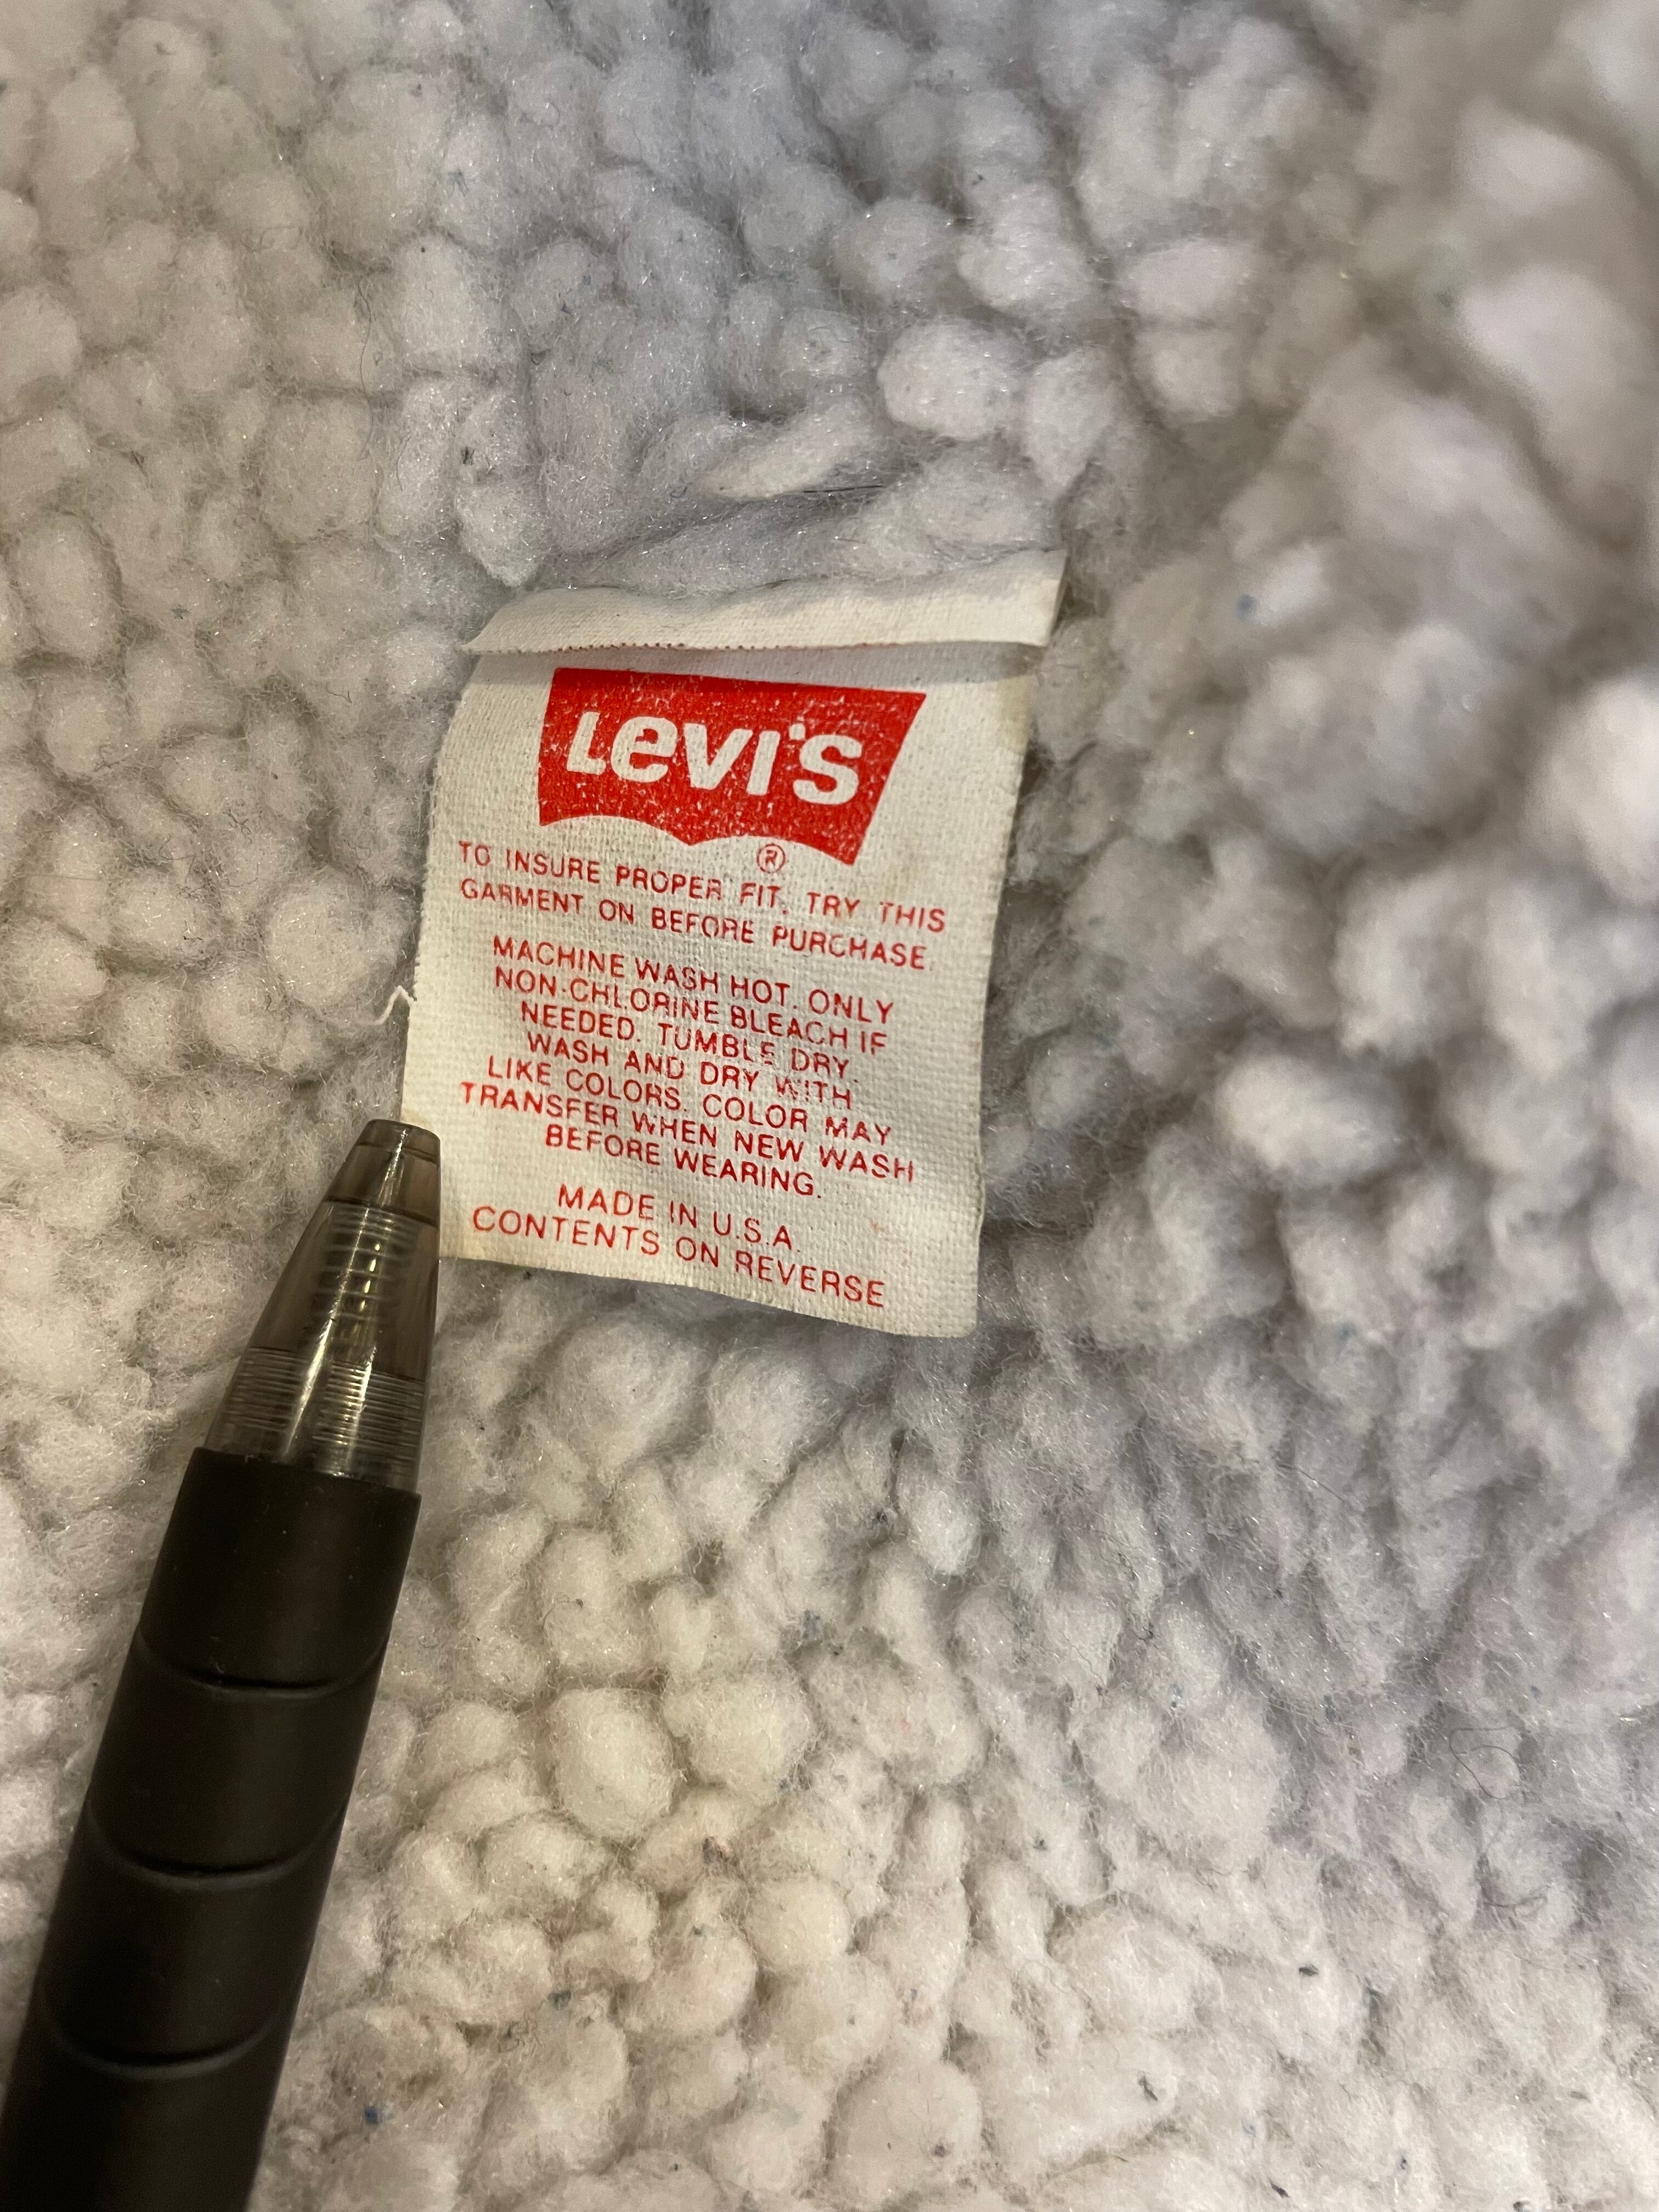 LEVI'S
®
TO INSURE PROPER FIT, TRY THIS
GARMENT ON BEFORE PURCHASE.
MACHINE WASH HOT. ONLY
NON-CHLORINE BLEACH IF
NEEDED. TUMBLE DRY.
WASH AND DRY WITH
LIKE COLORS. COLOR MAY
TRANSFER WHEN NEW WASH
BEFORE WEARING.
MADE IN U.S.A.
CONTENTS ON REVERSE